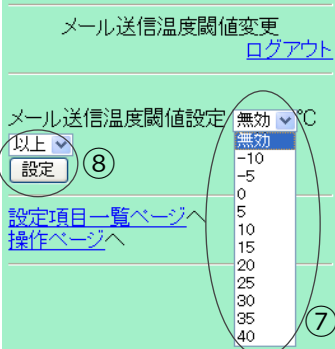 メール送信温度閾値変更
ログアウト
メール送信温度閾値設定 無効 ℃
以上
設定
⑧
無効
-10
-5
0
5
10
15
20
25
30
35
40
⑦
設定項目一覧ページへ
操作ページへ